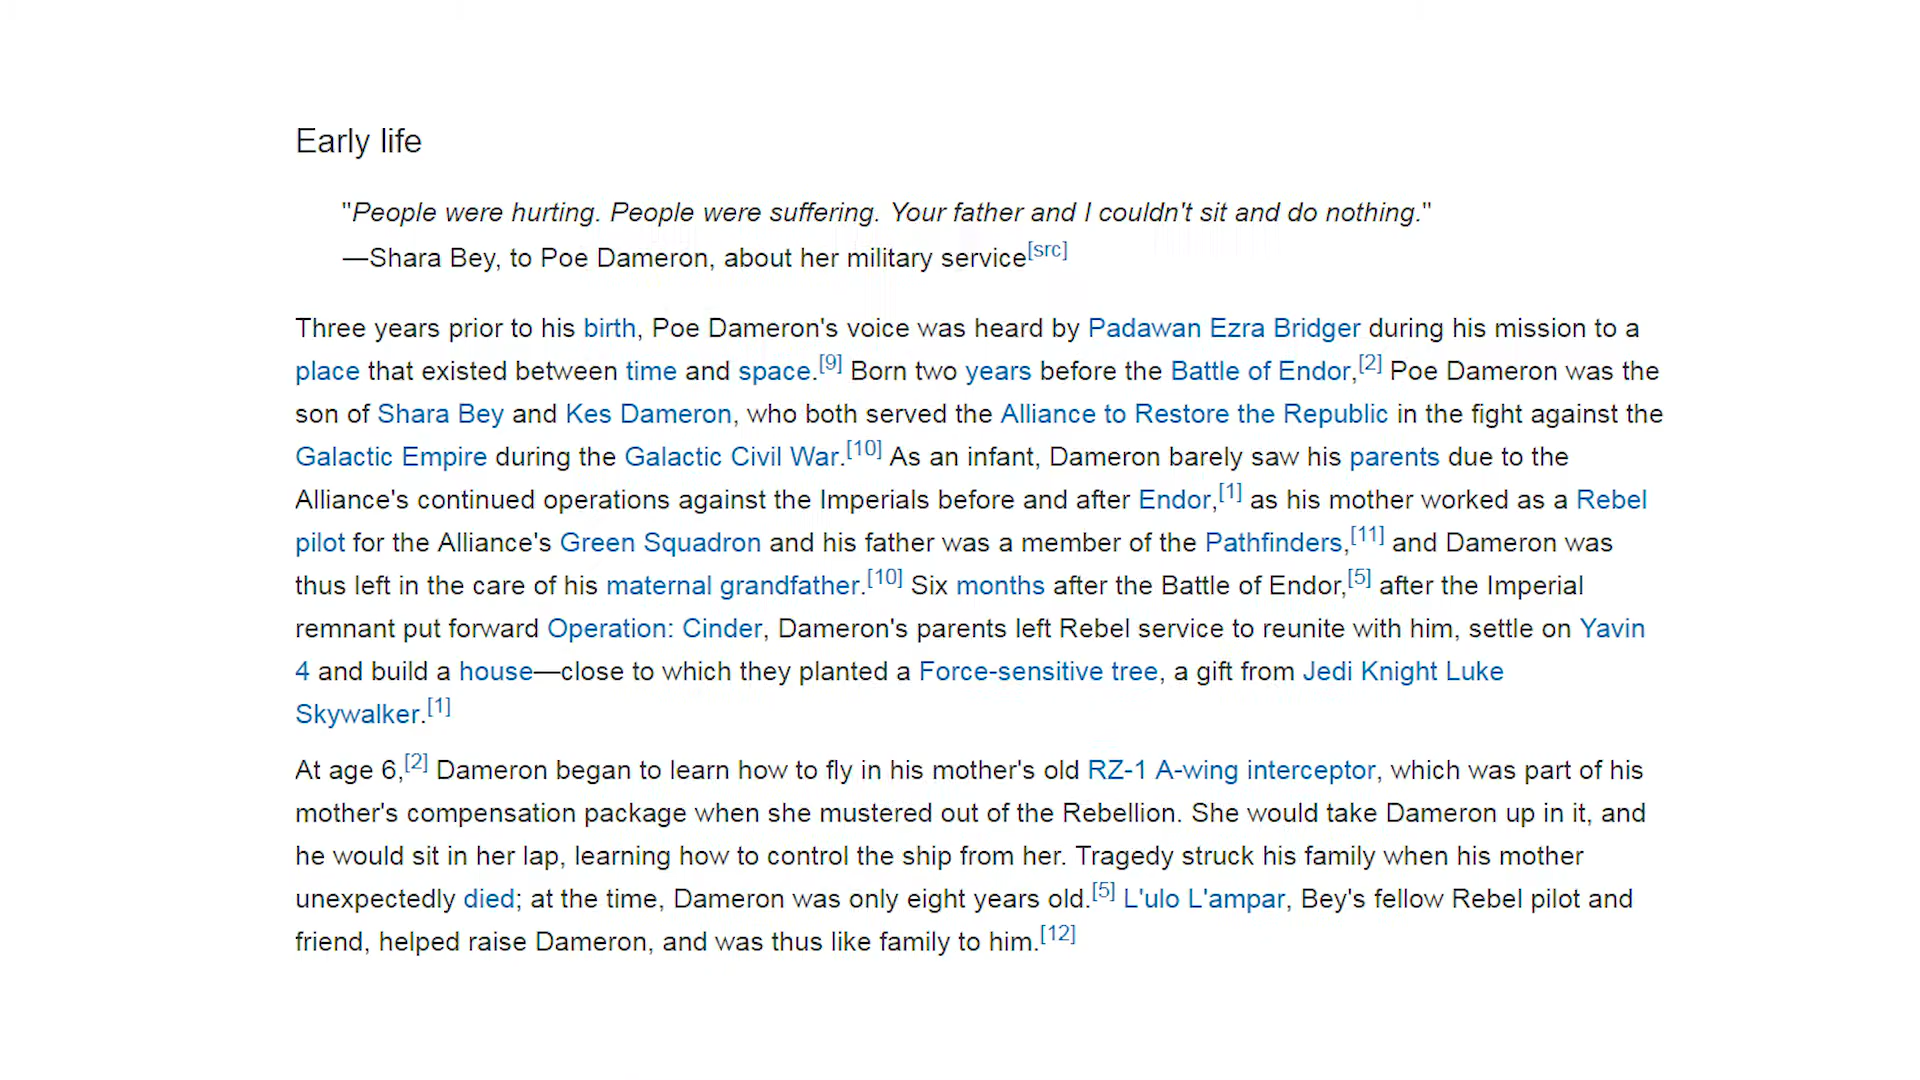 Early life
"People were hurting. People were suffering. Your father and I couldn't sit and do nothing."
—Shara Bey, to Poe Dameron, about her military service[src]
Three years prior to his birth, Poe Dameron's voice was heard by Padawan Ezra Bridger during his mission to a
place that existed between time and space.[9] Born two years before the Battle of Endor,[2] Poe Dameron was the
son of Shara Bey and Kes Dameron, who both served the Alliance to Restore the Republic in the fight against the
Galactic Empire during the Galactic Civil War.[10] As an infant, Dameron barely saw his parents due to the
Alliance's continued operations against the Imperials before and after Endor,[1] as his mother worked as a Rebel
pilot for the Alliance's Green Squadron and his father was a member of the Pathfinders,[11] and Dameron was
thus left in the care of his maternal grandfather.[10] Six months after the Battle of Endor,[5] after the Imperial
remnant put forward Operation: Cinder, Dameron's parents left Rebel service to reunite with him, settle on Yavin
4 and build a house—close to which they planted a Force-sensitive tree, a gift from Jedi Knight Luke
Skywalker.[1]
At age 6,[2] Dameron began to learn how to fly in his mother's old RZ-1 A-wing interceptor, which was part of his
mother's compensation package when she mustered out of the Rebellion. She would take Dameron up in it, and
he would sit in her lap, learning how to control the ship from her. Tragedy struck his family when his mother
unexpectedly died; at the time, Dameron was only eight years old.[5] L'ulo L'ampar, Bey's fellow Rebel pilot and
friend, helped raise Dameron, and was thus like family to him.[12]